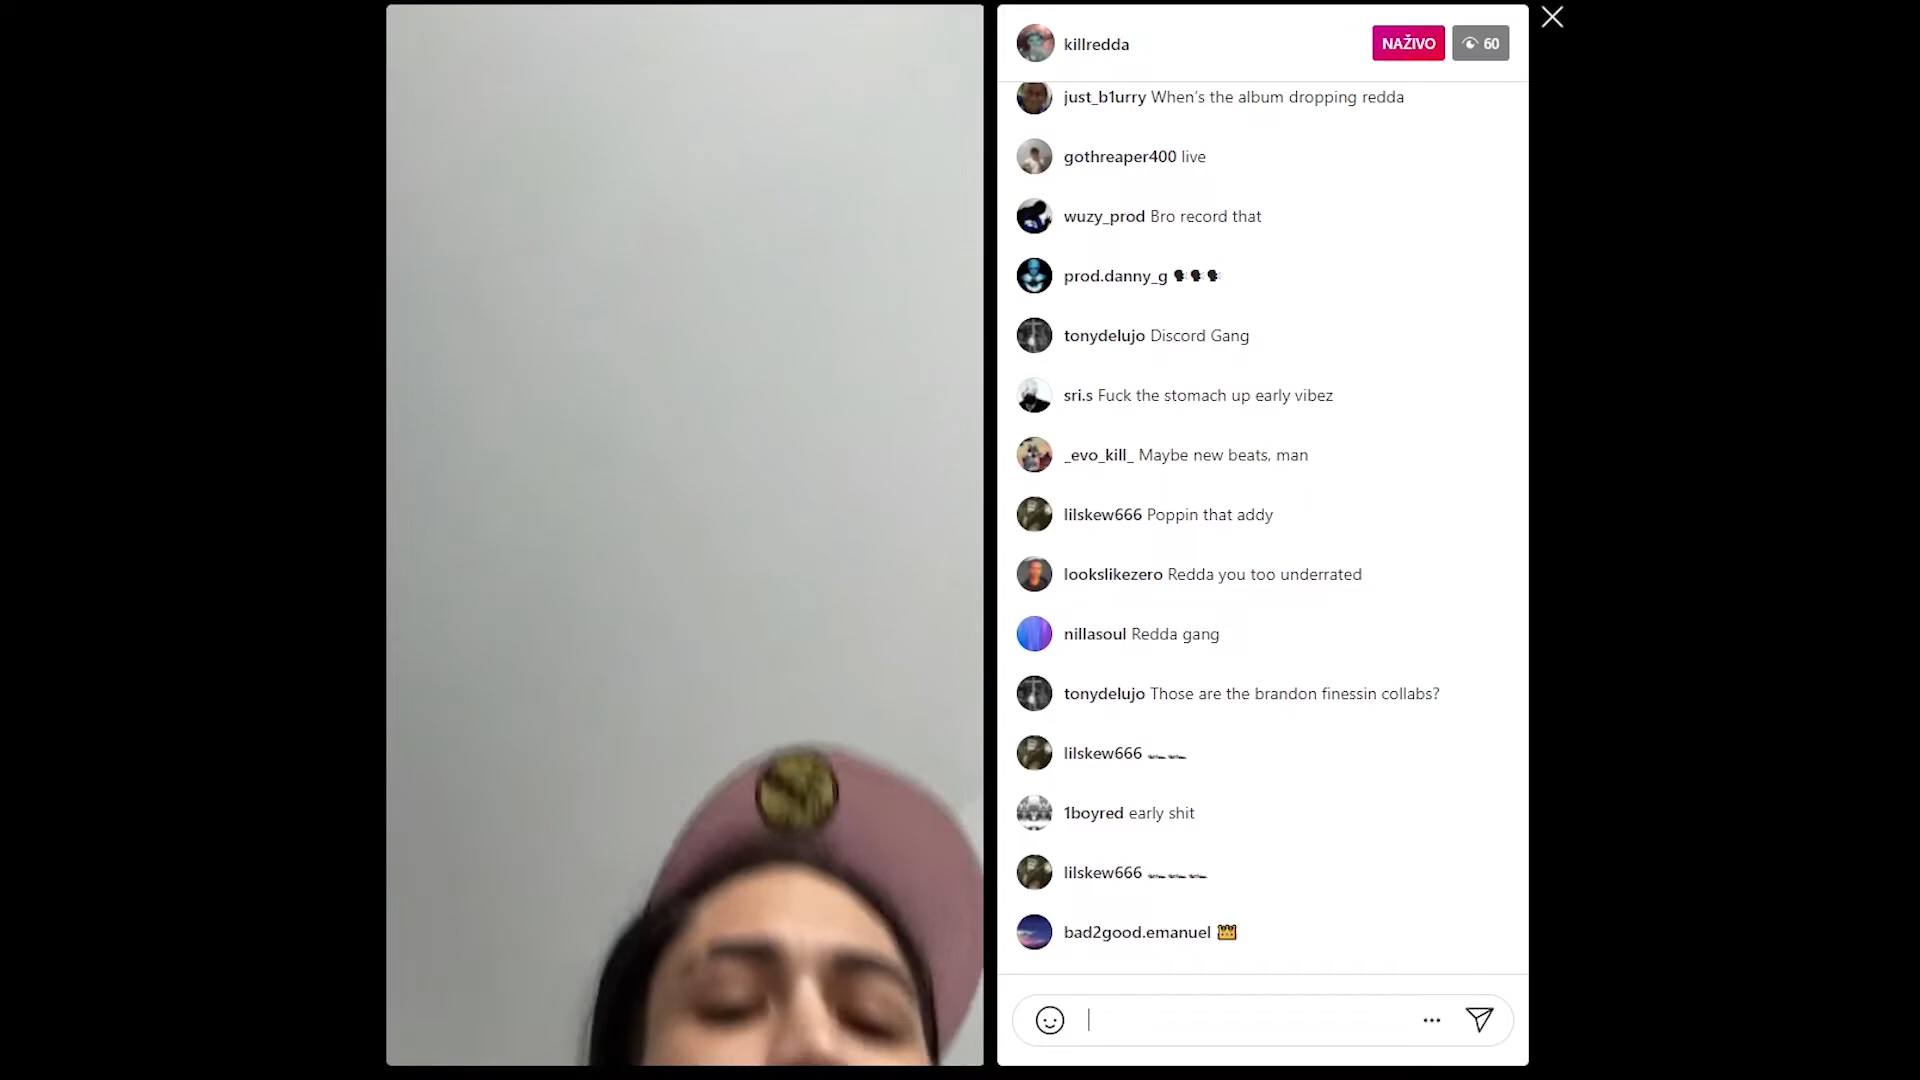 killredda
NAŽIVO
60
just_b1urry When's the album dropping redda
gothreaper400 live
wuzy_prod Bro record that
prod.danny_g 🗣🗣🗣
tonydelujo Discord Gang
sri.s Fuck the stomach up early vibez
_evo_kill_ Maybe new beats, man
lilskew666 Poppin that addy
lookslikezero Redda you too underrated
nillasoul Redda gang
tonydelujo Those are the brandon finessin collabs?
lilskew666
1boyred early shit
lilskew666
bad2good.emanuel 👑